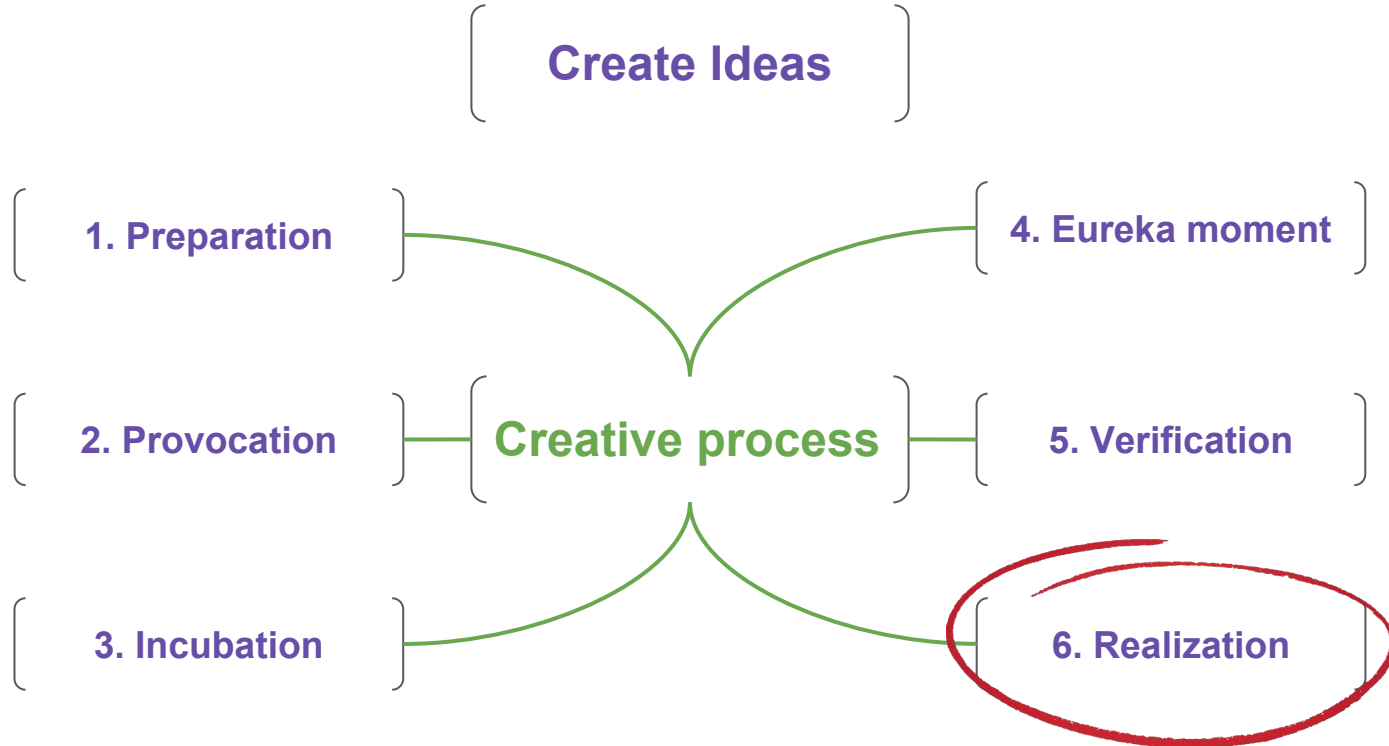 Create Ideas
1. Preparation
2. Provocation
3. Incubation
Creative process
4. Eureka moment
5. Verification
6. Realization